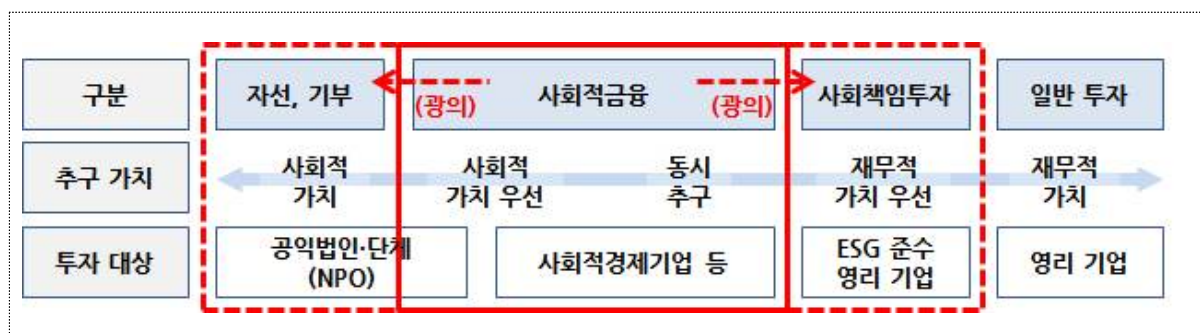 구분
자선, 기부
(광의)
사회적금융
(광의)
사회책임투자
일반 투자
추구 가치
사회적
가치
사회적
가치 우선
동시
추구
재무적
가치 우선
재무적
가치
투자 대상
공익법인·단체
(NPO)
사회적경제기업 등
ESG 준수
영리 기업
영리 기업